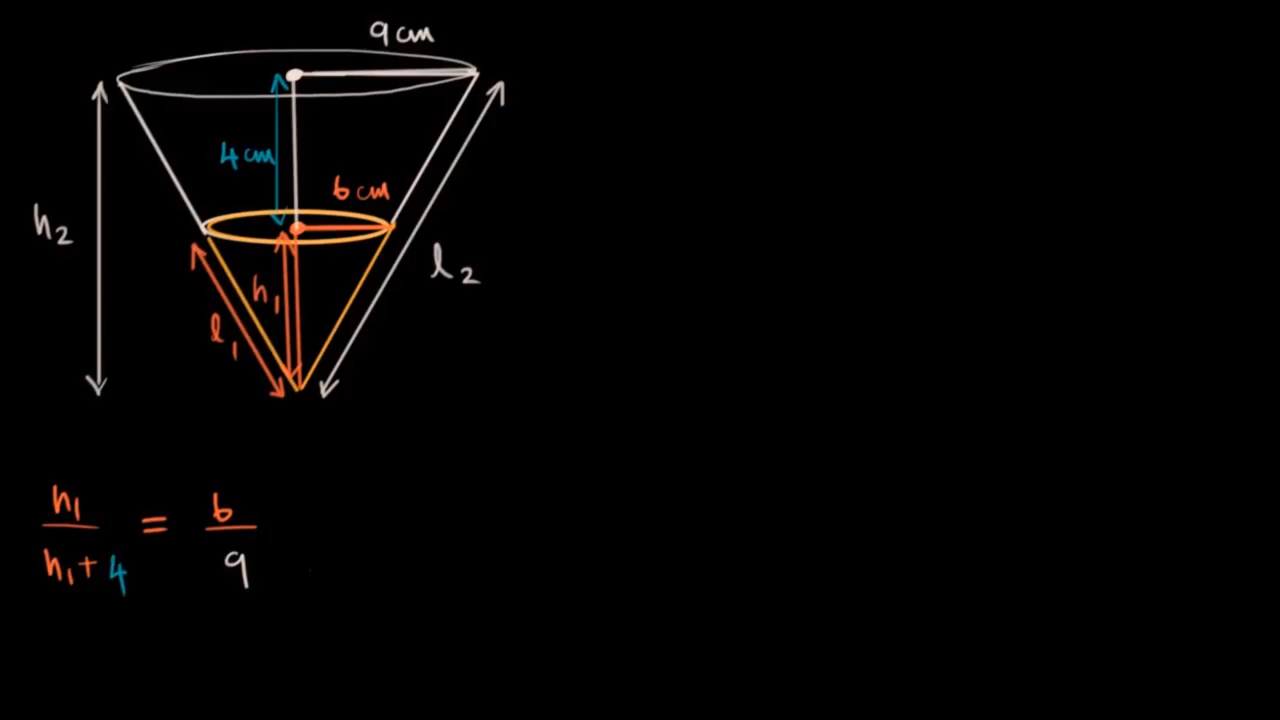 9 cm
4 cm
6 cm
h₂
h₁
l₂
l₁
h₁/(h₁ + 4) = 6/9